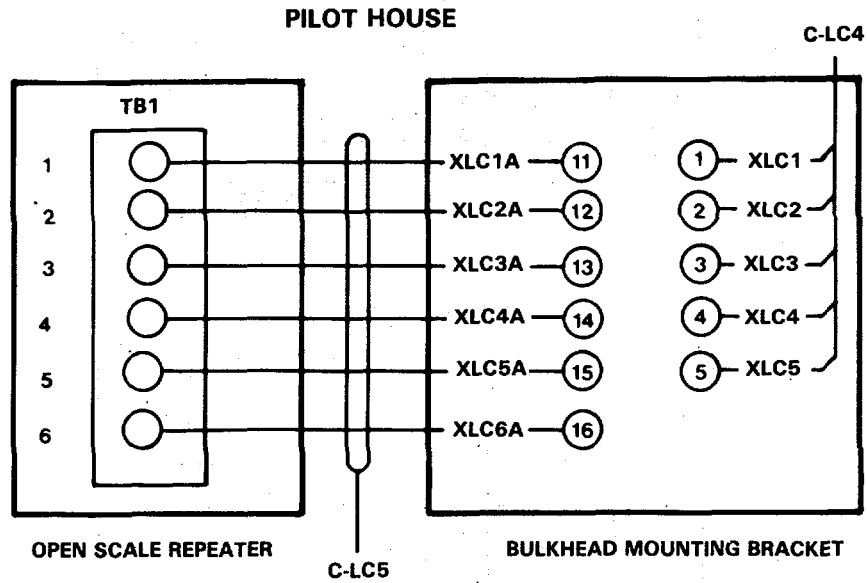 PILOT HOUSE
C-LC4
TB1
1 XLC1A 11 1 XLC1
2 XLC2A 12 2 XLC2
3 XLC3A 13 3 XLC3
4 XLC4A 14 4 XLC4
5 XLC5A 15 5 XLC5
6 XLC6A 16
OPEN SCALE REPEATER
BULKHEAD MOUNTING BRACKET
C-LC5